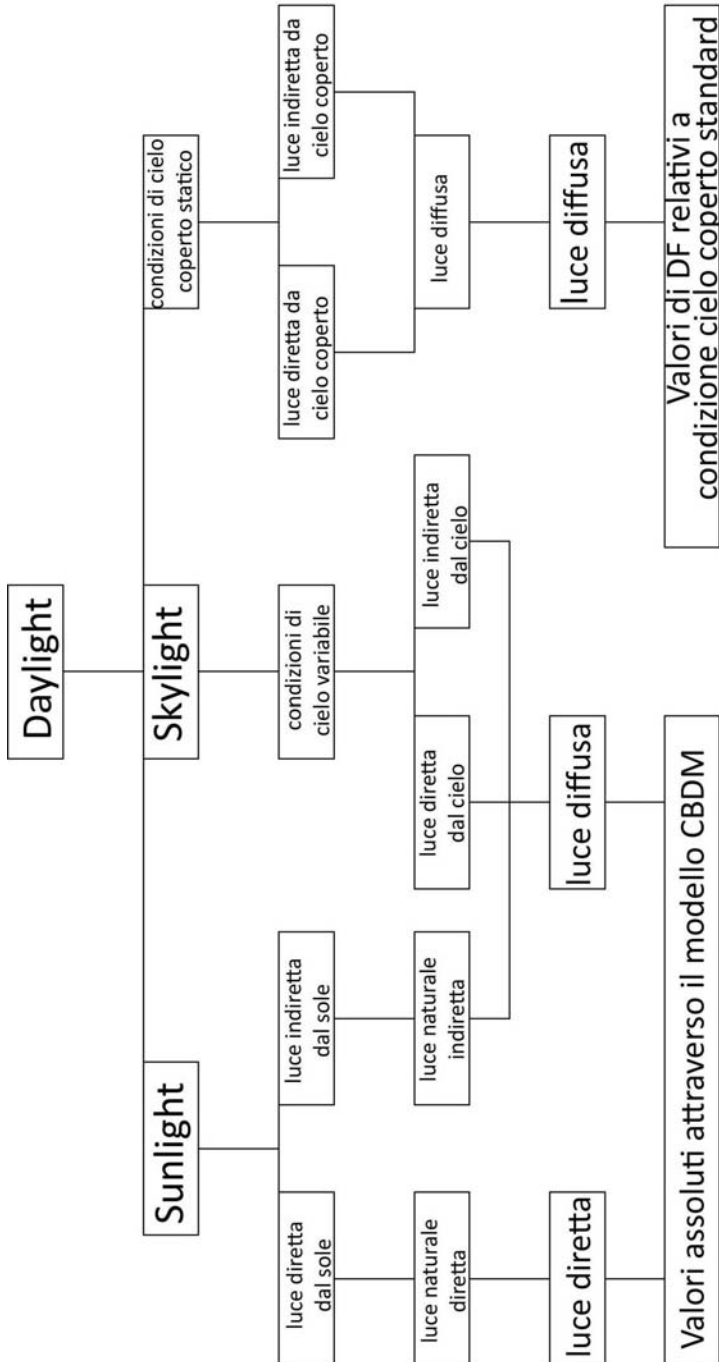 Daylight
Sunlight
Skylight
condizioni di cielo
coperto statico
luce diretta
dal sole
luce indiretta
dal sole
condizioni di
cielo variabile
luce diretta da
cielo coperto
luce indiretta da
cielo coperto
luce naturale
diretta
luce naturale
indiretta
luce diretta
dal cielo
luce indiretta
dal cielo
luce diffusa
luce diretta
luce diffusa
luce diffusa
Valori assoluti attraverso il modello CBDM
Valori di DF relativi a
condizione cielo coperto standard